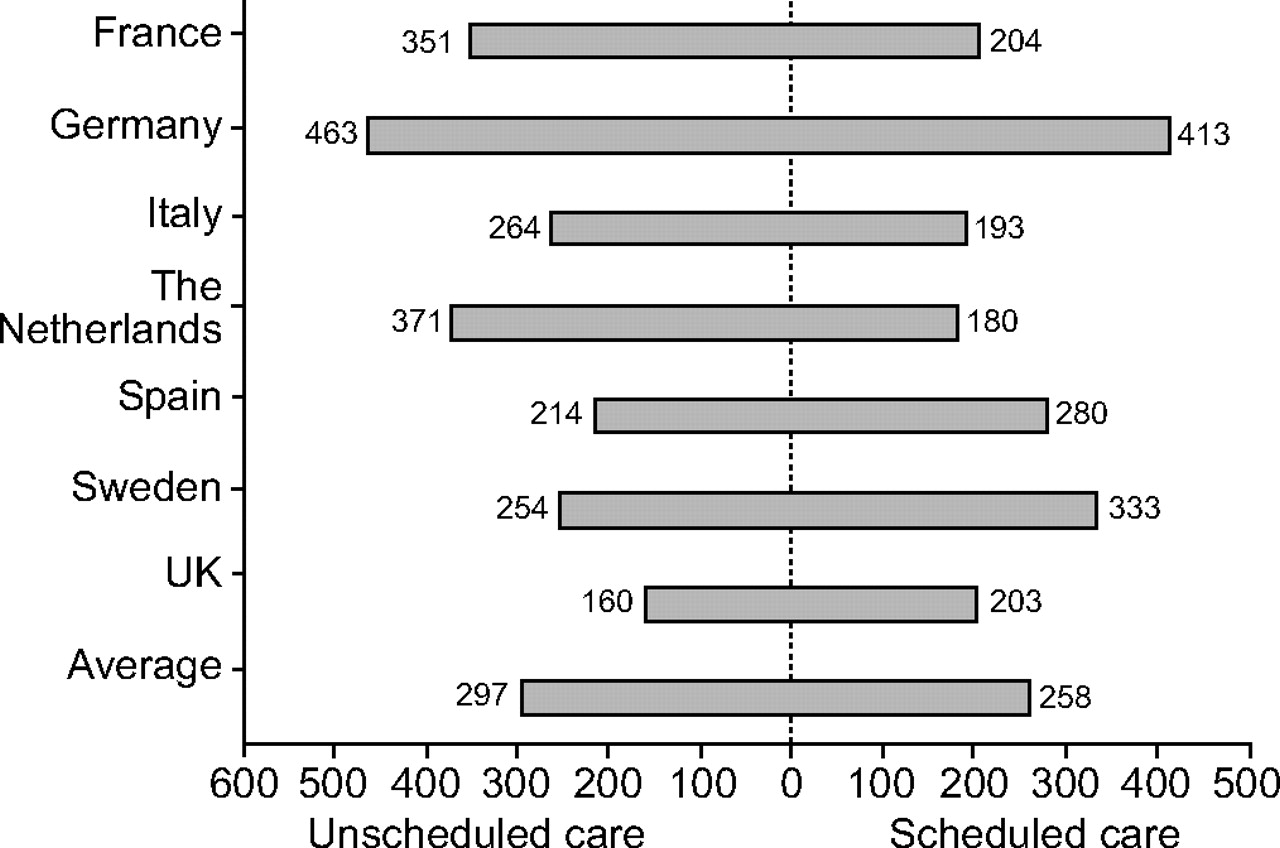 France 351 204
Germany 463 413
Italy 264 193
The
Netherlands 371 180
Spain 214 280
Sweden 254 333
UK 160 203
Average 297 258
600 500 400 300 200 100 0 100 200 300 400 500
Unscheduled care Scheduled care